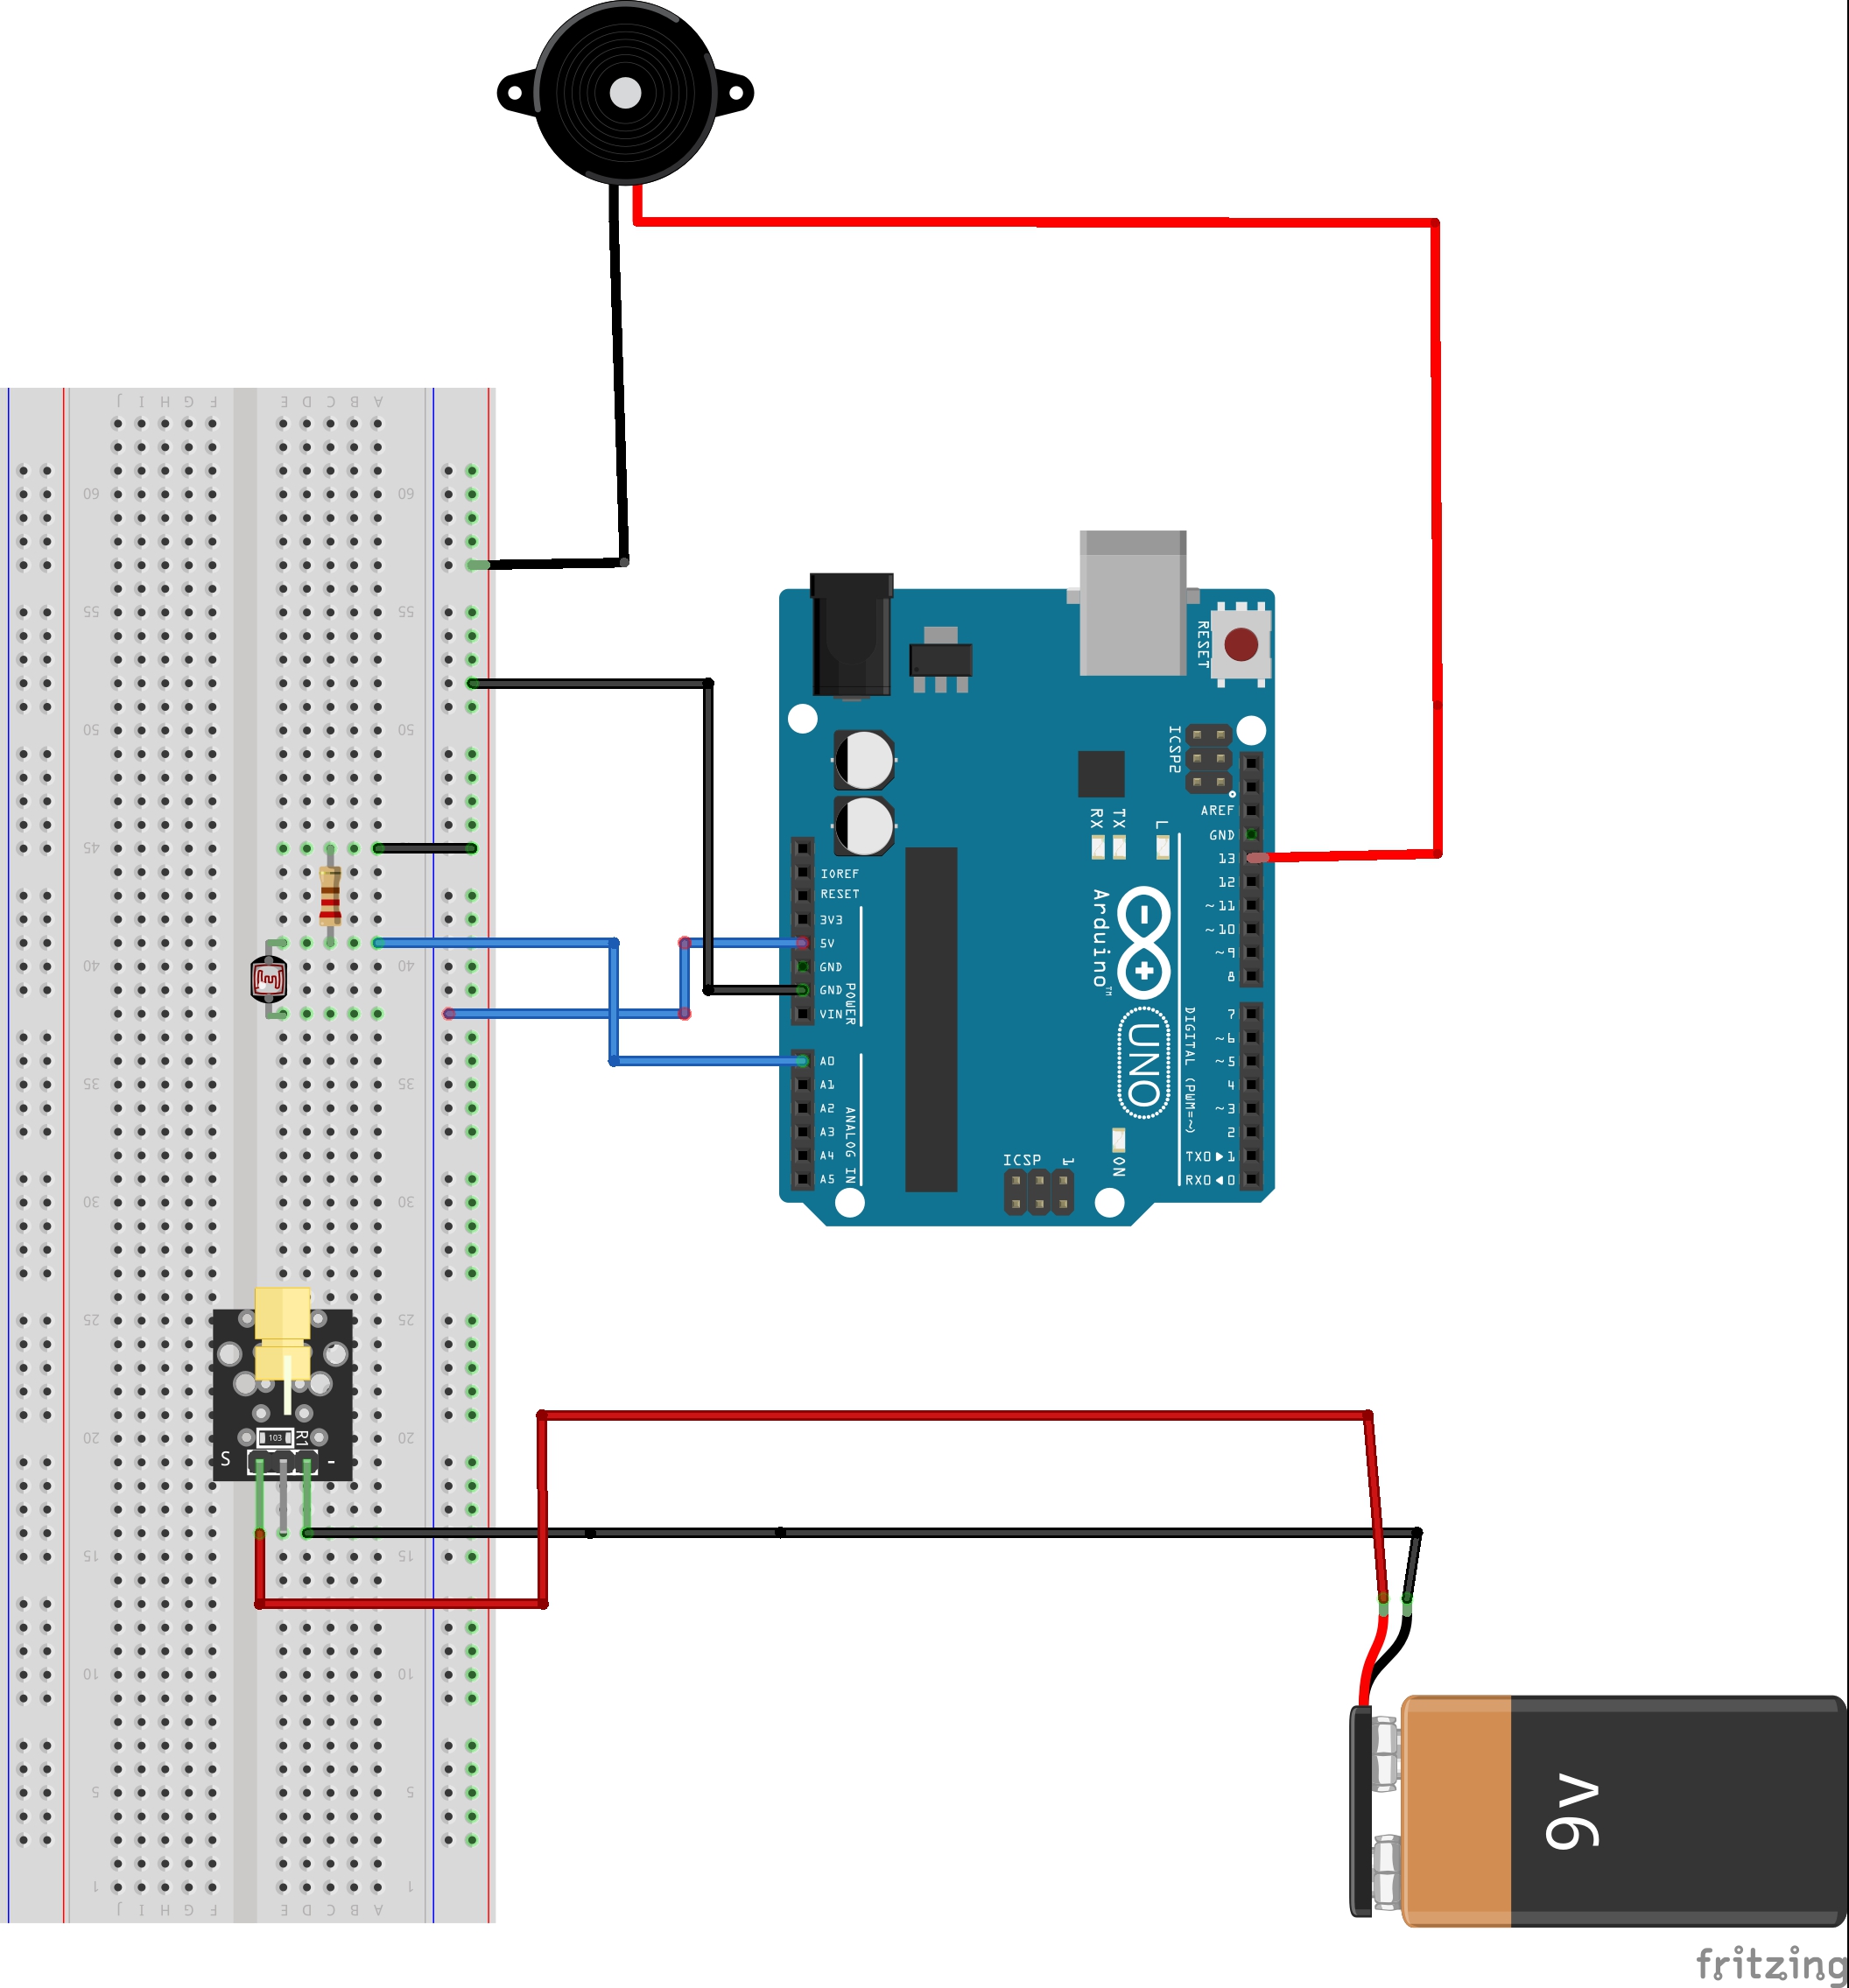 J I H G F E D C B A
60 60
55 55
50 50
45 45
40 40
35 35
30 30
25 25
20 20
15 15
10 10
5 5
1 1
J I H G F E D C B A
RESET
ICSP2
AREF
GND
13
12
~11
~10
~9
8
7
~6
~5
4
~3
2
TX0▶1
RX0◀0
DIGITAL (PWM=~)
RX
TX
L
Arduino™
UNO
ON
ICSP
1
IOREF
RESET
3V3
5V
GND
GND
VIN
POWER
A0
A1
A2
A3
A4
A5
ANALOG IN
103
R1
S
-
9v
fritzing